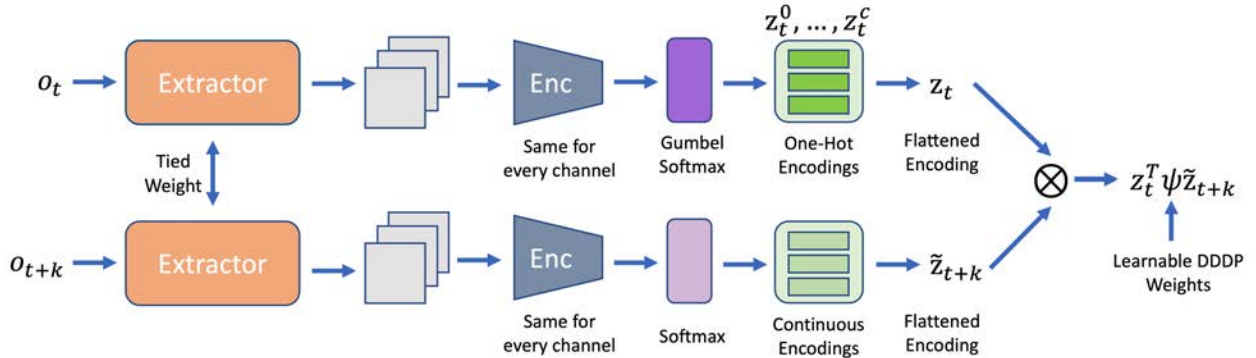 z_t^0, ... , z_t^c
o_t
Extractor
Enc
z_t
Same for
every channel
Gumbel
Softmax
One-Hot
Encodings
Flattened
Encoding
Tied
Weight
⊗
z_t^T ψ z̃_{t+k}
o_{t+k}
Extractor
Enc
z̃_{t+k}
Learnable DDDP
Weights
Same for
every channel
Softmax
Continuous
Encodings
Flattened
Encoding